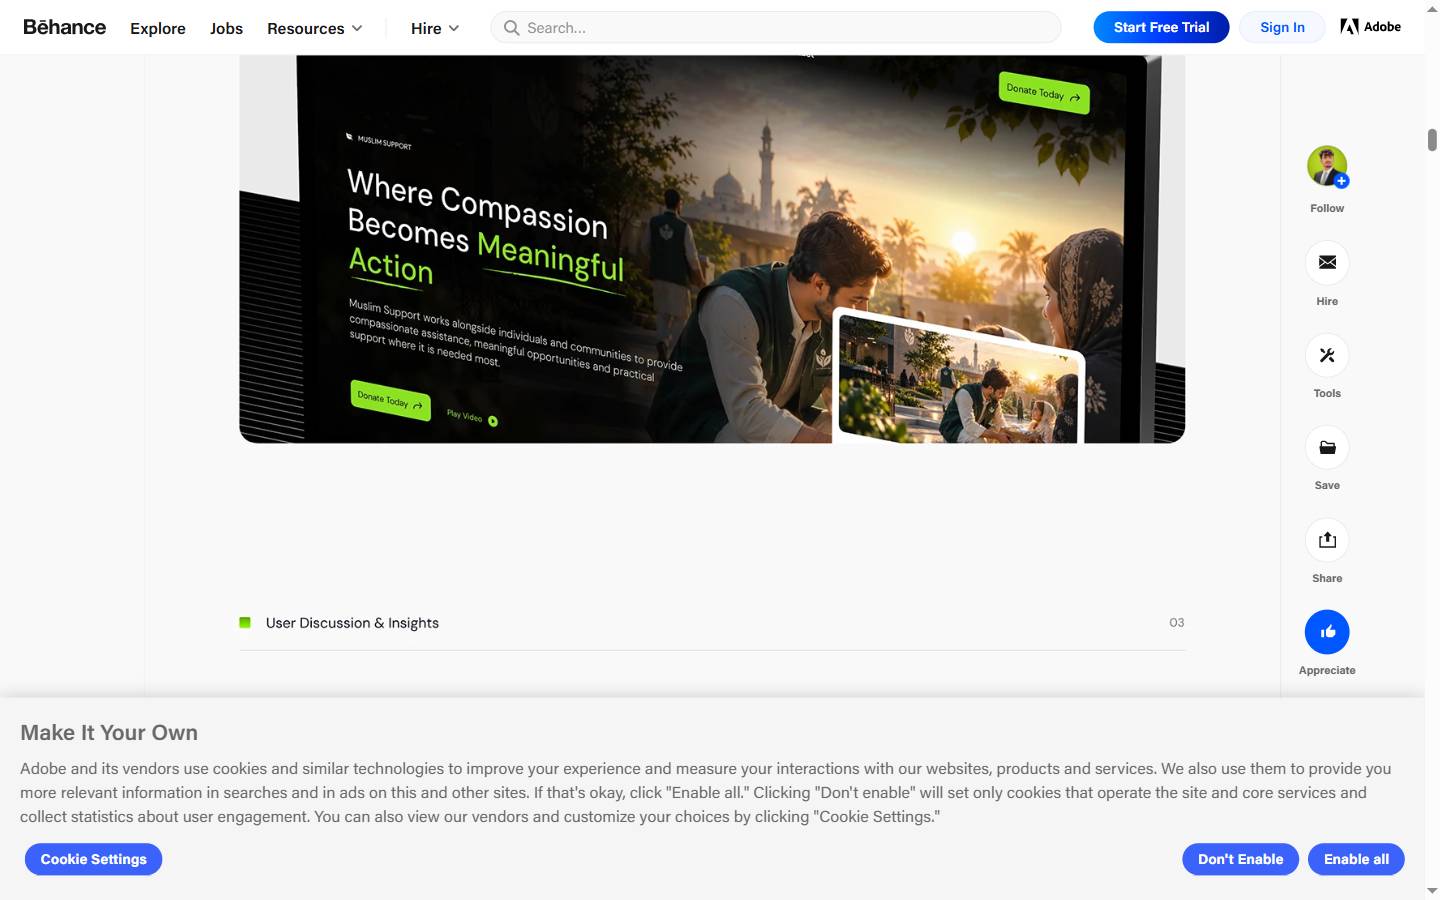 Bēhance
Explore
Jobs
Resources
Hire
Search...
Start Free Trial
Sign In
Adobe
Donate Today
MUSLIM SUPPORT
Where Compassion
Becomes Meaningful
Action
Muslim Support works alongside individuals and communities to provide
compassionate assistance, meaningful opportunities and practical
support where it is needed most.
Donate Today
Play Video
Follow
Hire
Tools
Save
Share
Appreciate
User Discussion & Insights
03
Make It Your Own
Adobe and its vendors use cookies and similar technologies to improve your experience and measure your interactions with our websites, products and services. We also use them to provide you
more relevant information in searches and in ads on this and other sites. If that's okay, click "Enable all." Clicking "Don't enable" will set only cookies that operate the site and core services and
collect statistics about user engagement. You can also view our vendors and customize your choices by clicking "Cookie Settings."
Cookie Settings
Don't Enable
Enable all